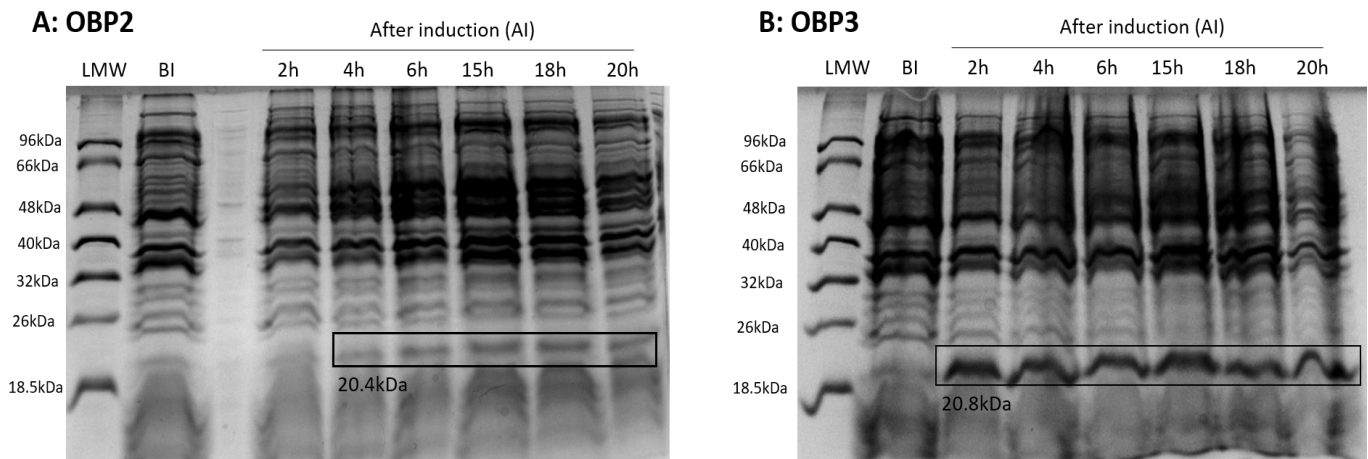 A: OBP2
After induction (AI)
LMW BI 2h 4h 6h 15h 18h 20h
96kDa
66kDa
48kDa
40kDa
32kDa
26kDa
18.5kDa
20.4kDa
B: OBP3
After induction (AI)
LMW BI 2h 4h 6h 15h 18h 20h
96kDa
66kDa
48kDa
40kDa
32kDa
26kDa
18.5kDa
20.8kDa